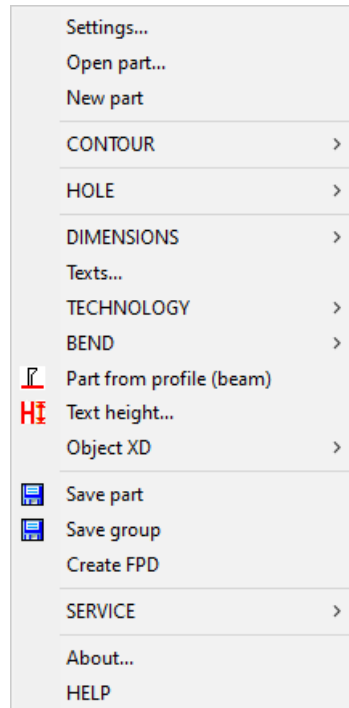 Settings...
Open part...
New part
CONTOUR
HOLE
DIMENSIONS
Texts...
TECHNOLOGY
BEND
Part from profile (beam)
Text height...
Object XD
Save part
Save group
Create FPD
SERVICE
About...
HELP